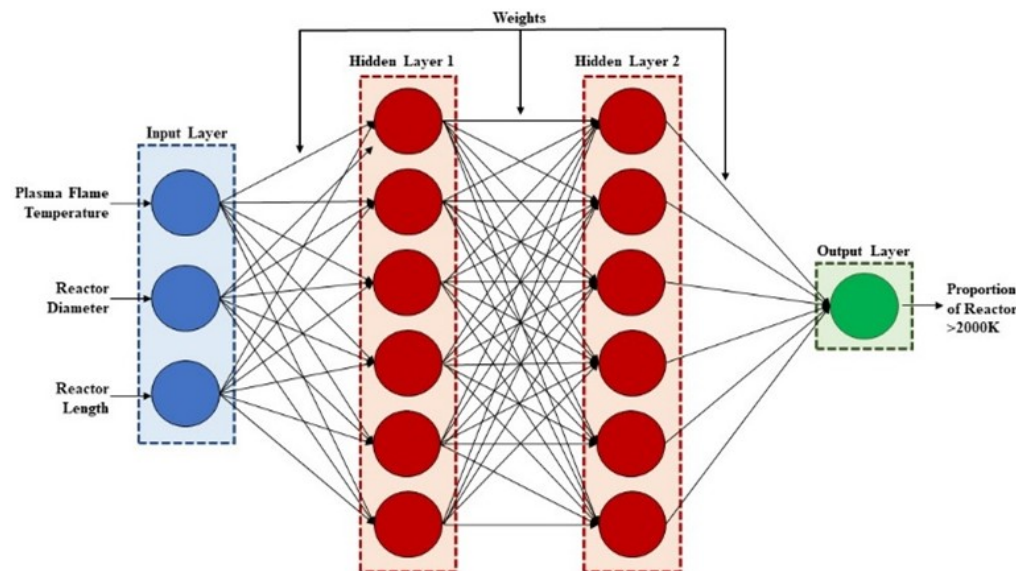 Weights
Hidden Layer 1
Hidden Layer 2
Input Layer
Plasma Flame
Temperature
Reactor
Diameter
Reactor
Length
Output Layer
Proportion
of Reactor
>2000K